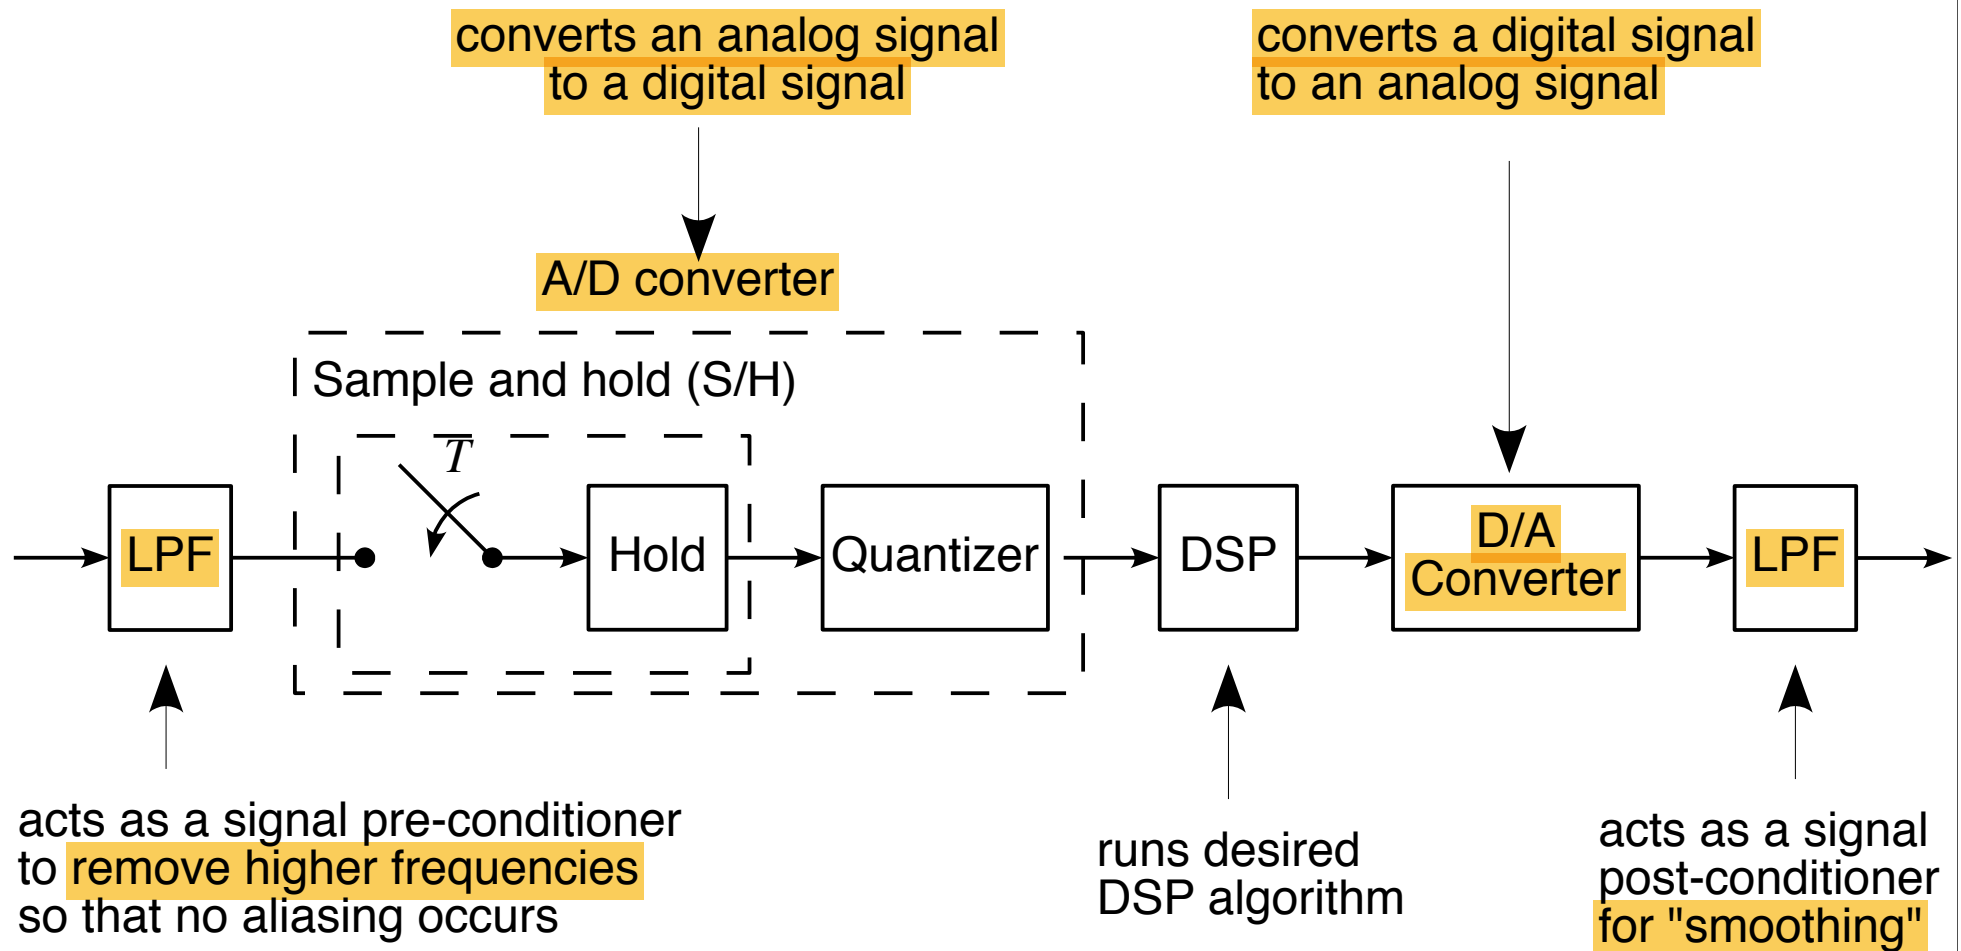 converts an analog signal
to a digital signal
converts a digital signal
to an analog signal
A/D converter
Sample and hold (S/H)
T
LPF
Hold
Quantizer
DSP
D/A
Converter
LPF
acts as a signal pre-conditioner
to remove higher frequencies
so that no aliasing occurs
runs desired
DSP algorithm
acts as a signal
post-conditioner
for "smoothing"